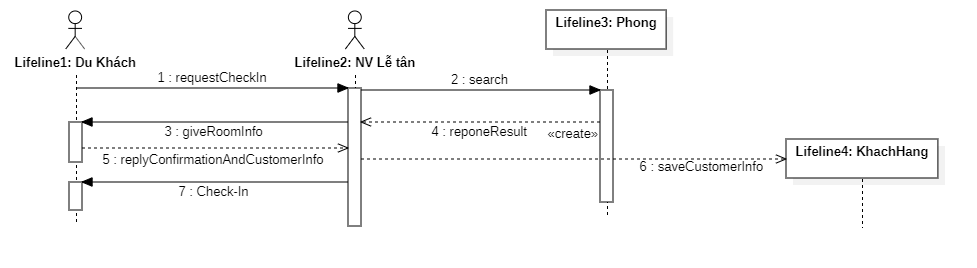 Lifeline3: Phong
Lifeline1: Du Khách
Lifeline2: NV Lễ tân
1 : requestCheckIn
2 : search
3 : giveRoomInfo
4 : reponeResult
«create»
5 : replyConfirmationAndCustomerInfo
Lifeline4: KhachHang
6 : saveCustomerInfo
7 : Check-In